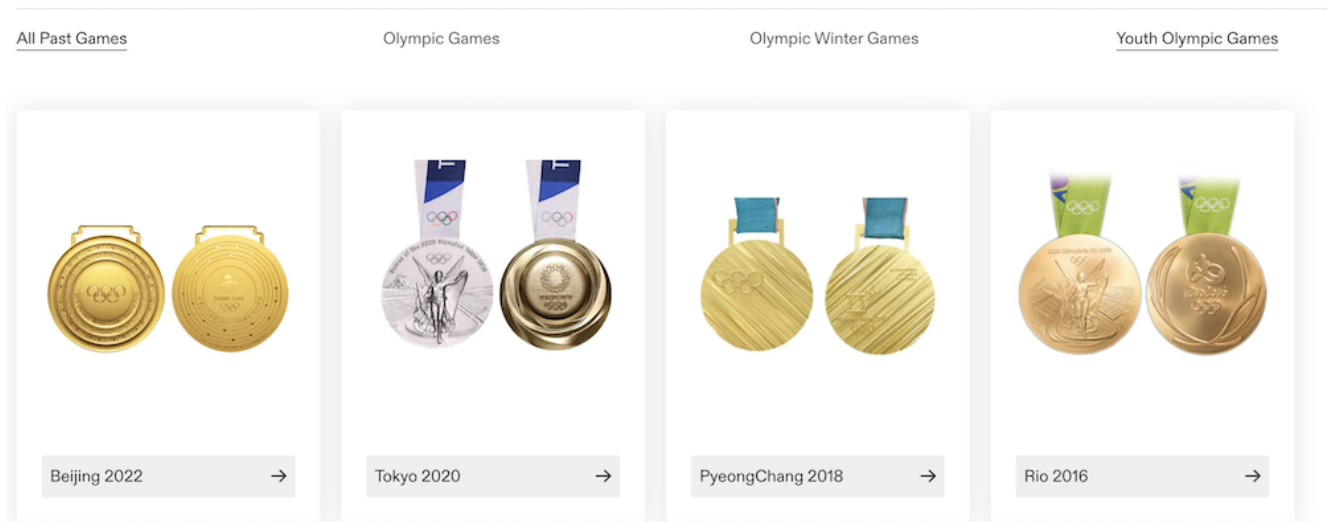 All Past Games
Olympic Games
Olympic Winter Games
Youth Olympic Games
Beijing 2022
Tokyo 2020
PyeongChang 2018
Rio 2016